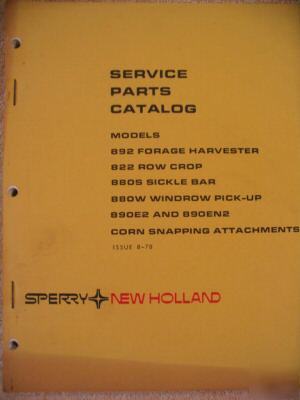 SERVICE
PARTS
CATALOG
MODELS
892 FORAGE HARVESTER
822 ROW CROP
880S SICKLE BAR
880W WINDROW PICK-UP
890E2 AND 890EN2
CORN SNAPPING ATTACHMENTS
ISSUE 8-78
SPERRY NEW HOLLAND